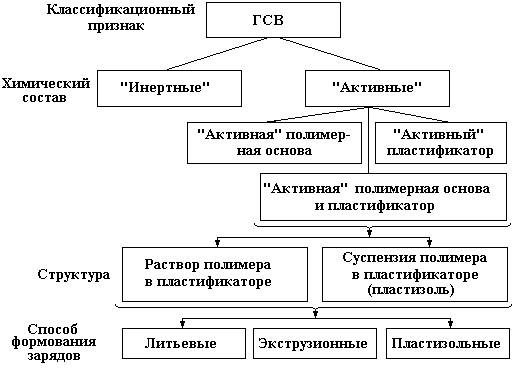 Классификационный
признак
ГСВ
Химический
состав
"Инертные"
"Активные"
"Активная" полимер-
ная основа
"Активный"
пластификатор
"Активная" полимерная основа
и пластификатор
Структура
Раствор полимера
в пластификаторе
Суспензия полимера
в пластификаторе
(пластизоль)
Способ
формования
зарядов
Литьевые
Экструзионные
Пластизольные